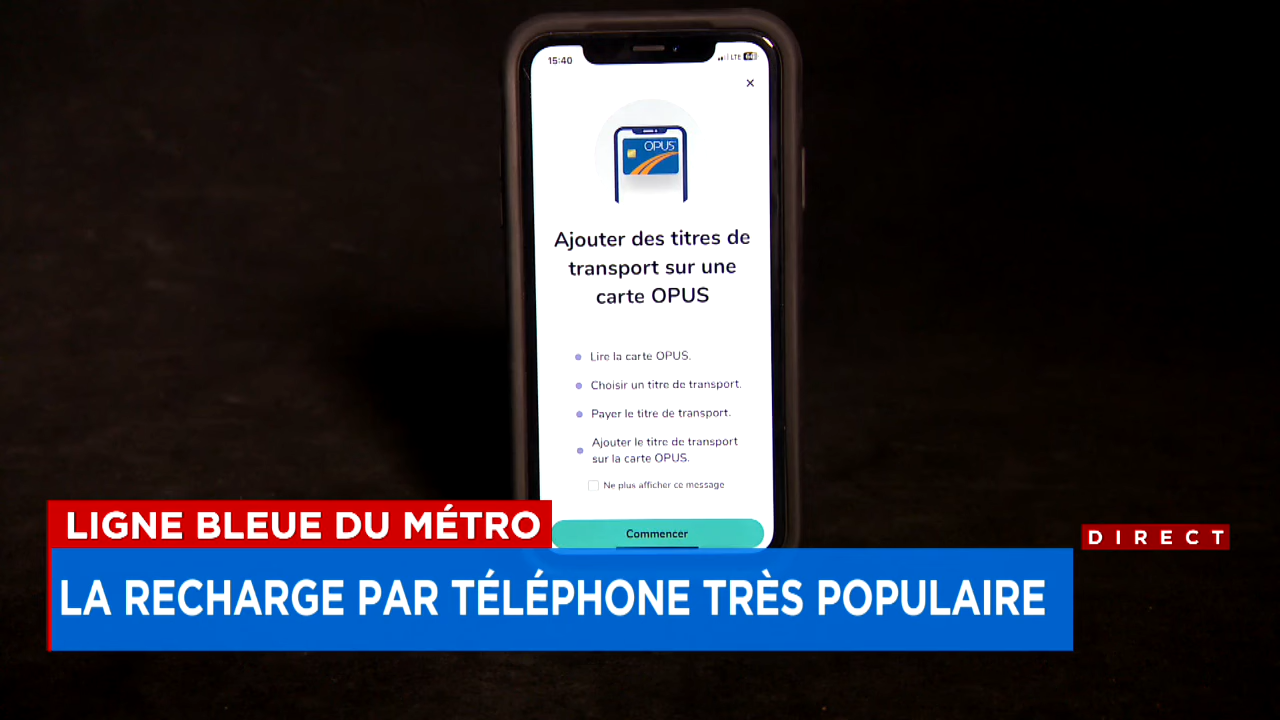 15:40
LTE
×
OPUS
Ajouter des titres de
transport sur une
carte OPUS
Lire la carte OPUS.
Choisir un titre de transport.
Payer le titre de transport.
Ajouter le titre de transport
sur la carte OPUS.
Ne plus afficher ce message
Commencer
LIGNE BLEUE DU MÉTRO
DIRECT
LA RECHARGE PAR TÉLÉPHONE TRÈS POPULAIRE